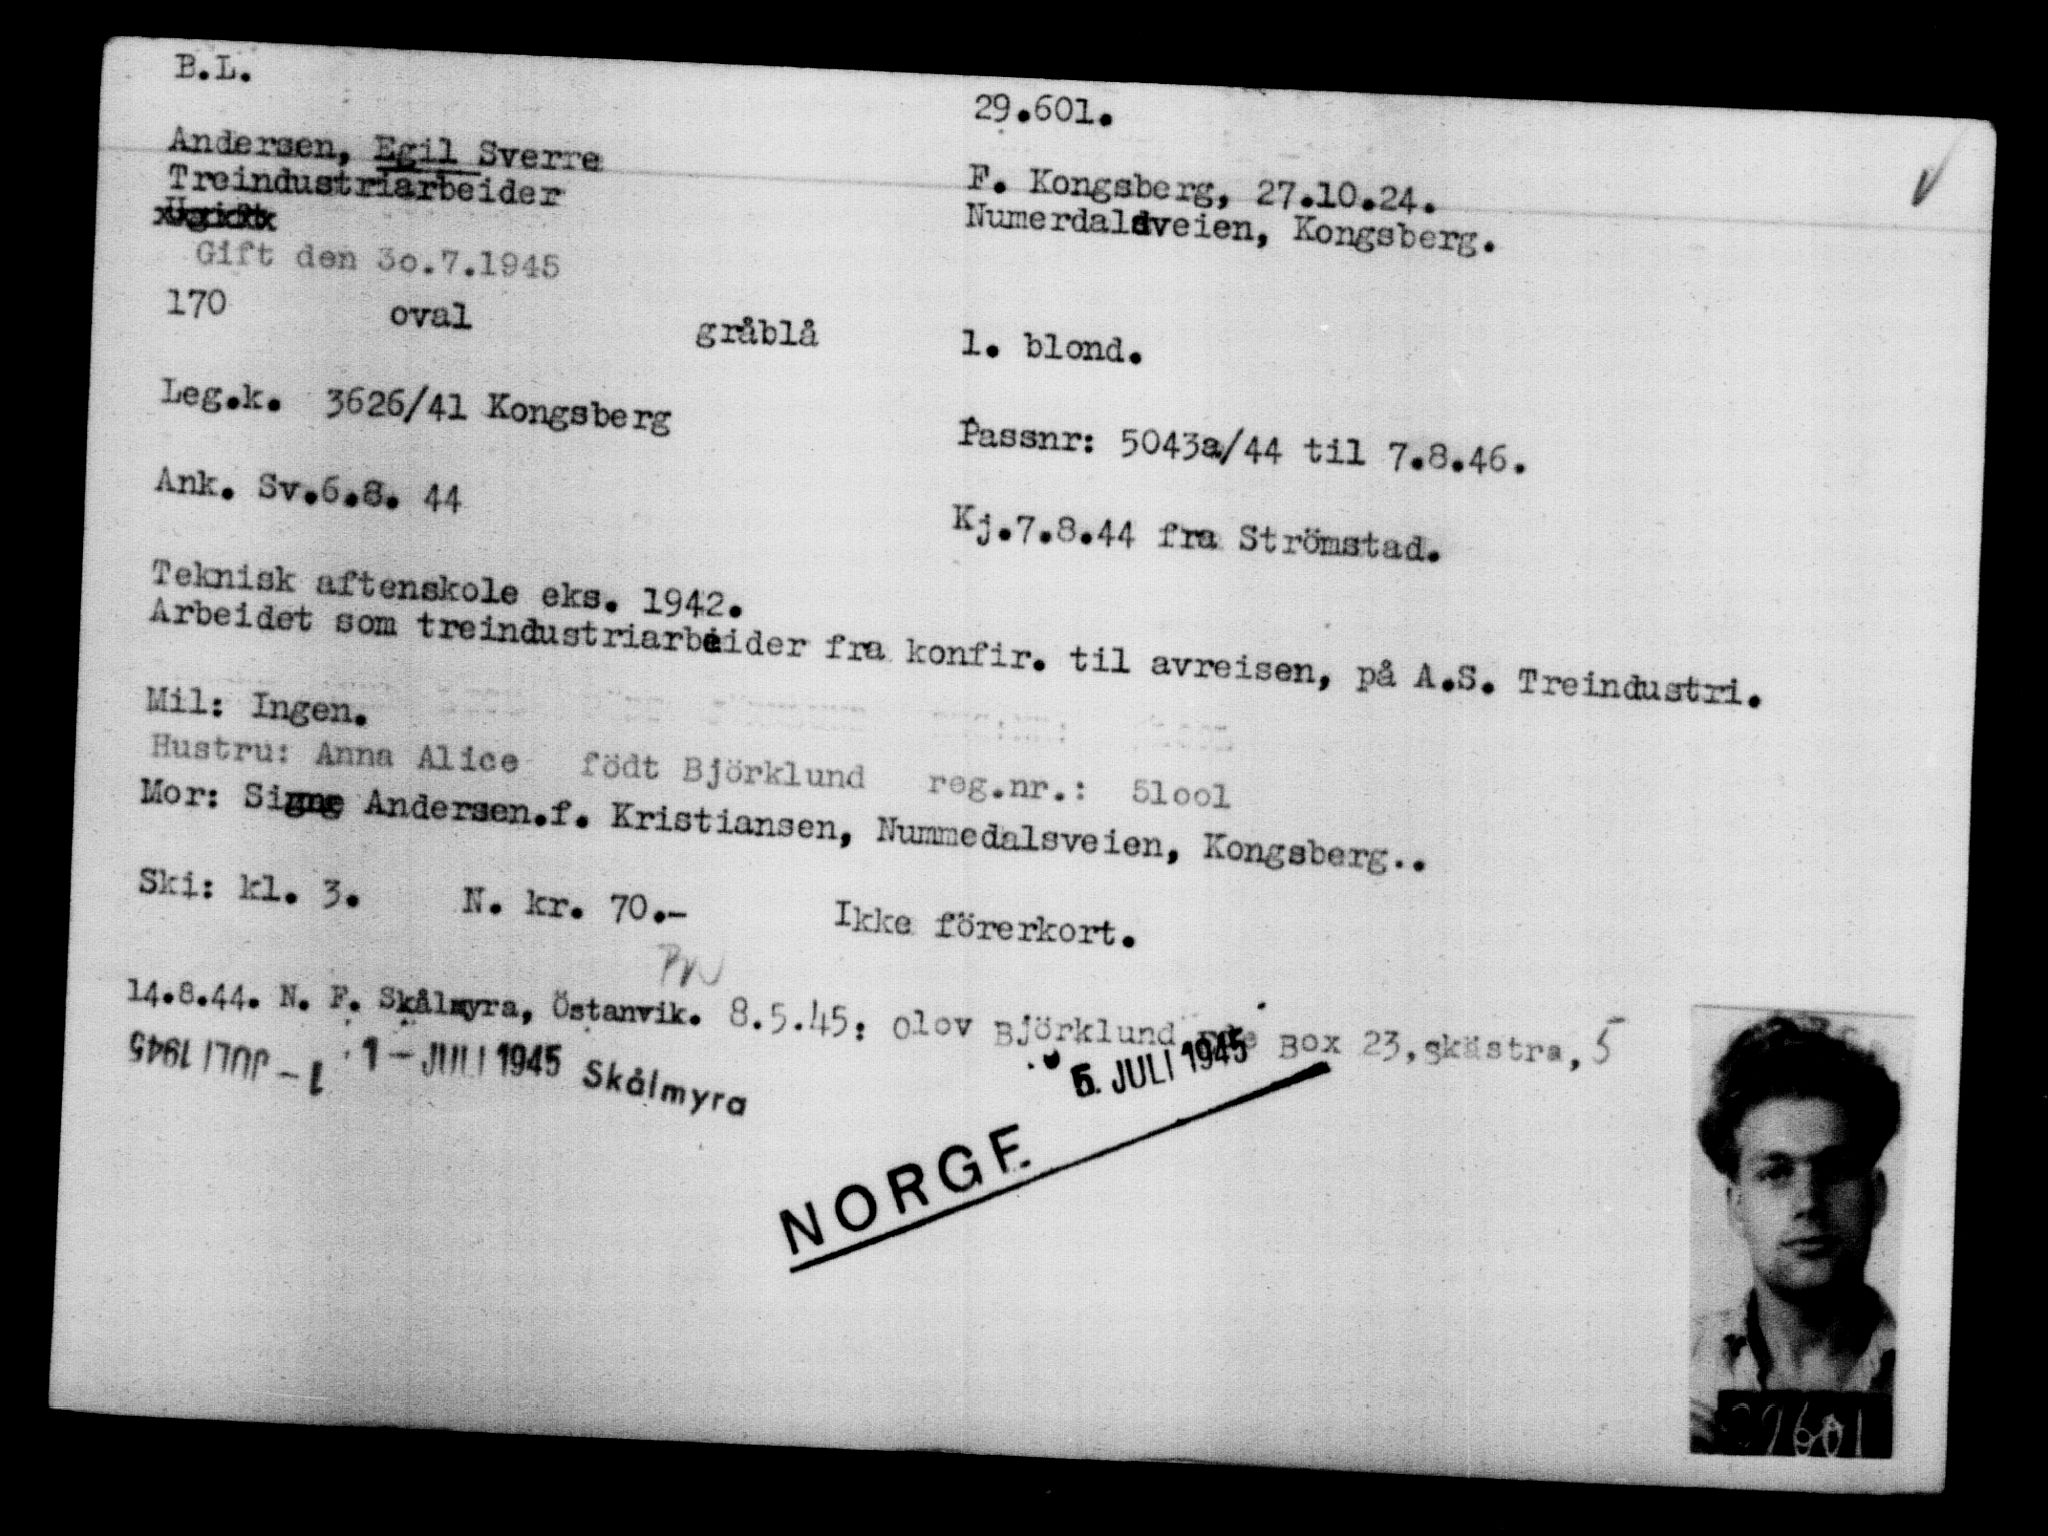 B.L.
29.601.
Andersen, Egil Sverre
F. Kongsberg, 27.10.24.
Treindustriarbeider
Numerdalsveien, Kongsberg.
Ugift
Gift den 3o.7.1945
170 oval gråblå l. blond.
Leg.k. 3626/41 Kongsberg
Passnr: 5043a/44 til 7.8.46.
Ank. Sv.6.8. 44
Kj.7.8.44 fra Strömstad.
Teknisk aftenskole eks. 1942.
Arbeidet som treindustriarbeider fra konfir. til avreisen, på A.S. Treindustri.
Mil: Ingen.
Hustru: Anna Alice födt Björklund reg.nr.: 51oo1
Mor: Signe Andersen.f. Kristiansen, Nummedalsveien, Kongsberg..
Ski: kl. 3. N. kr. 70.- Ikke förerkort.
14.8.44. N. F. Skålmyra, Östanvik. 8.5.45: Olov Björklund Box 23, Skästra, 5
1 - JULI 1945 1 - JULI 1945 Skålmyra
5. JULI 1945
NORGE
29601